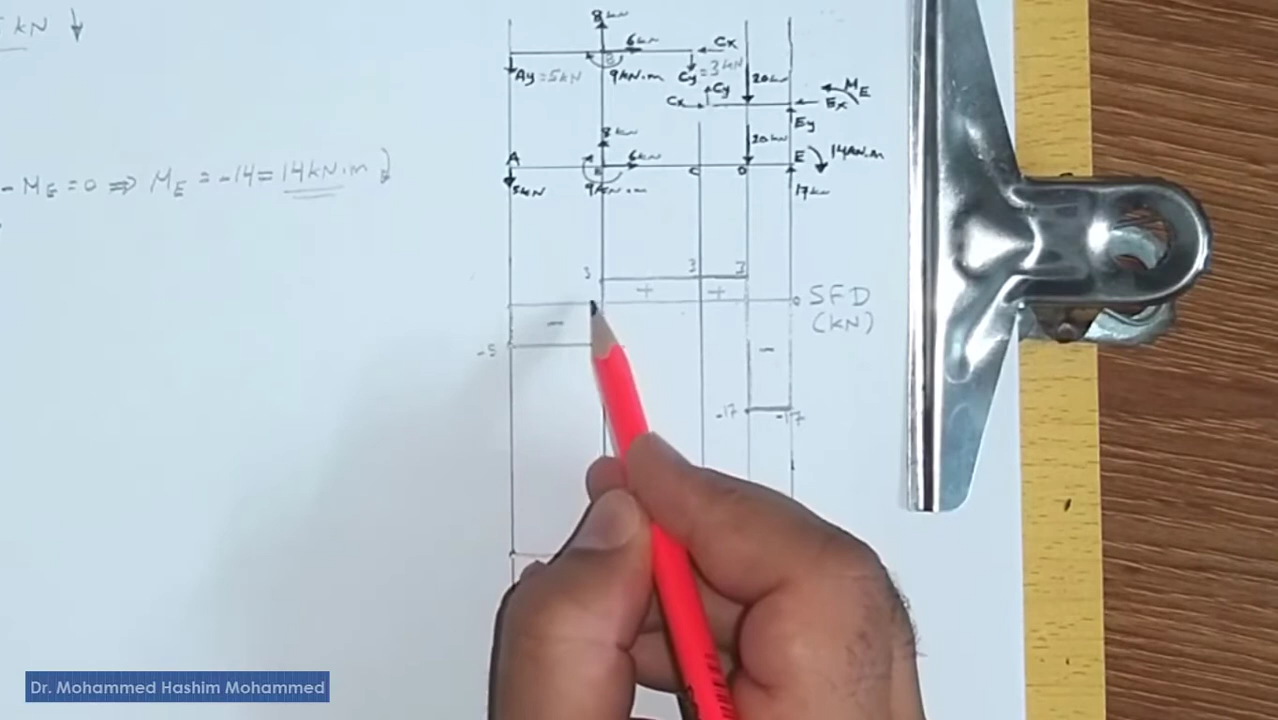 kN ↓
- M_E = 0 ⇒ M_E = -14 = 14 kN.m
8 kN
6 kN
Cx
B
Ay = 5 kN
9 kN.m
Cy = 3 kN
20 kN
M_E
Cx
Cy
Ex
Ey
8 kN
20 kN
A
6 kN
E
14 kN.m
C
D
5 kN
9 kN.m
17 kN
3
3
3
+
+
SFD
(kN)
-
-
-5
-17
-17
Dr. Mohammed Hashim Mohammed